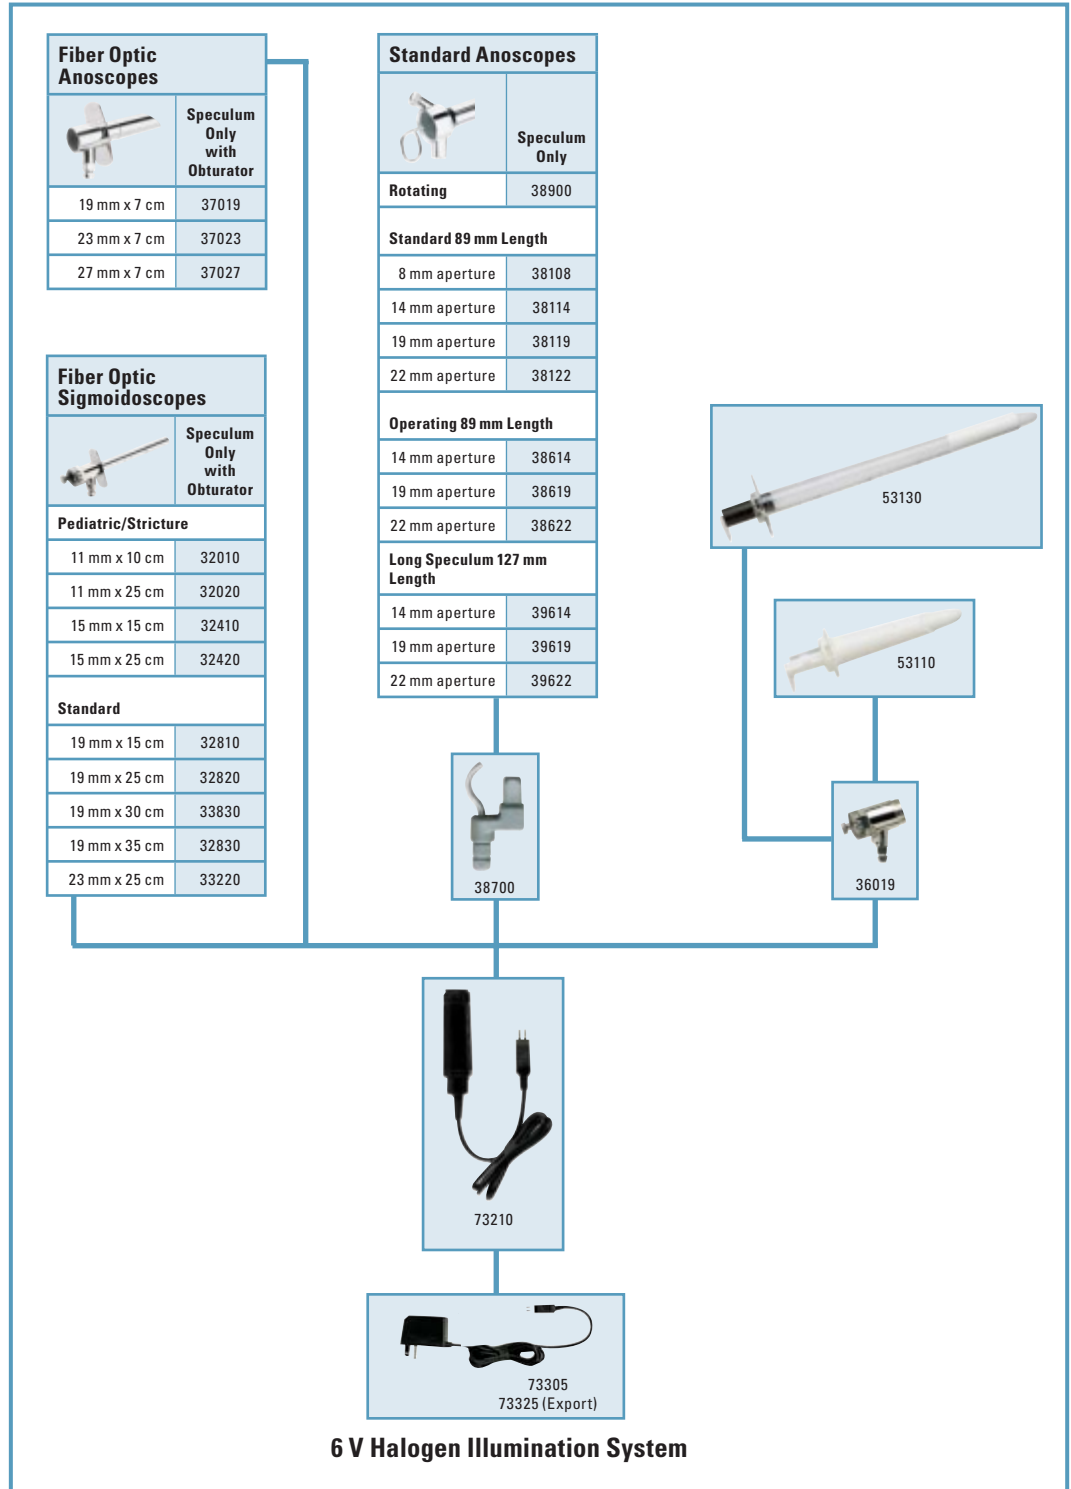 Fiber Optic
Anoscopes
Speculum
Only
with
Obturator
19 mm x 7 cm 37019
23 mm x 7 cm 37023
27 mm x 7 cm 37027
Fiber Optic
Sigmoidoscopes
Speculum
Only
with
Obturator
Pediatric/Stricture
11 mm x 10 cm 32010
11 mm x 25 cm 32020
15 mm x 15 cm 32410
15 mm x 25 cm 32420
Standard
19 mm x 15 cm 32810
19 mm x 25 cm 32820
19 mm x 30 cm 33830
19 mm x 35 cm 32830
23 mm x 25 cm 33220
Standard Anoscopes
Speculum
Only
Rotating 38900
Standard 89 mm Length
8 mm aperture 38108
14 mm aperture 38114
19 mm aperture 38119
22 mm aperture 38122
Operating 89 mm Length
14 mm aperture 38614
19 mm aperture 38619
22 mm aperture 38622
Long Speculum 127 mm
Length
14 mm aperture 39614
19 mm aperture 39619
22 mm aperture 39622
53130
53110
38700
36019
73210
73305
73325 (Export)
6 V Halogen Illumination System